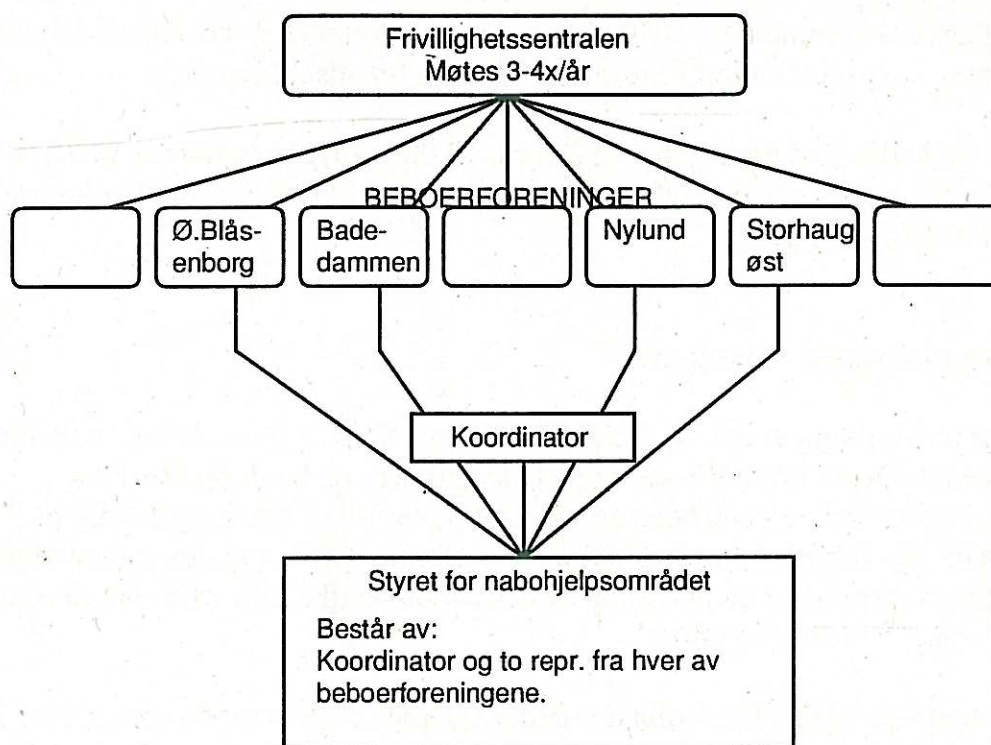 Frivillighetssentralen
Møtes 3-4x/år
BEBOERFORENINGER
Ø.Blås-
enborg
Bade-
dammen
Nylund
Storhaug
øst
Koordinator
Styret for nabohjelpsområdet
Består av:
Koordinator og to repr. fra hver av
beboerforeningene.